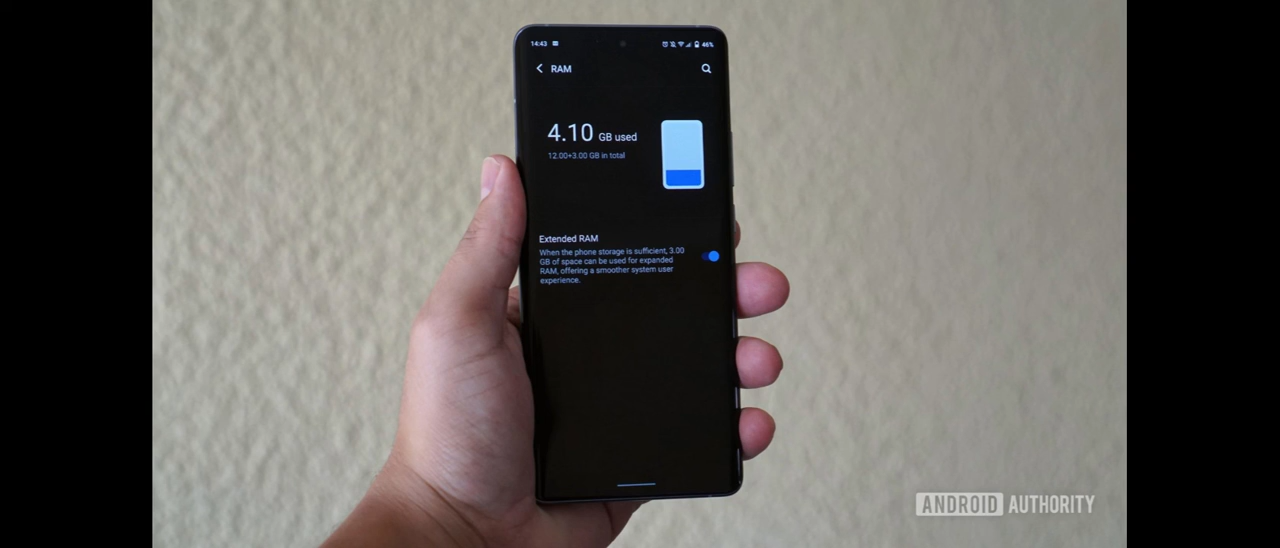 14:43 46%
RAM
4.10 GB used
12.00+3.00 GB in total
Extended RAM
When the phone storage is sufficient, 3.00
GB of space can be used for expanded
RAM, offering a smoother system user
experience.
ANDROID AUTHORITY